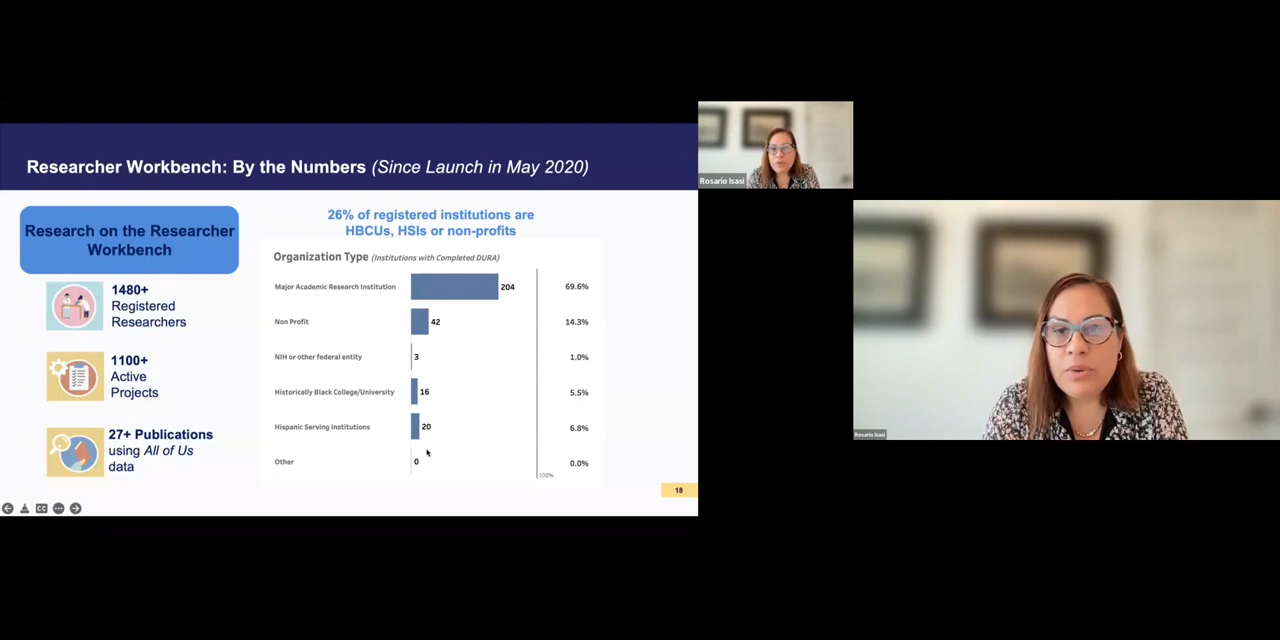 Researcher Workbench: By the Numbers (Since Launch in May 2020)
Research on the Researcher
Workbench
1480+
Registered
Researchers
1100+
Active
Projects
27+ Publications
using All of Us
data
26% of registered institutions are
HBCUs, HSIs or non-profits
Organization Type (Institutions with Completed DURA)
Major Academic Research Institution 204 69.6%
Non Profit 42 14.3%
NIH or other federal entity 3 1.0%
Historically Black College/University 16 5.5%
Hispanic Serving Institutions 20 6.8%
Other 0 0.0%
100%
18
CC
Rosario Isasi
Rosario Isasi